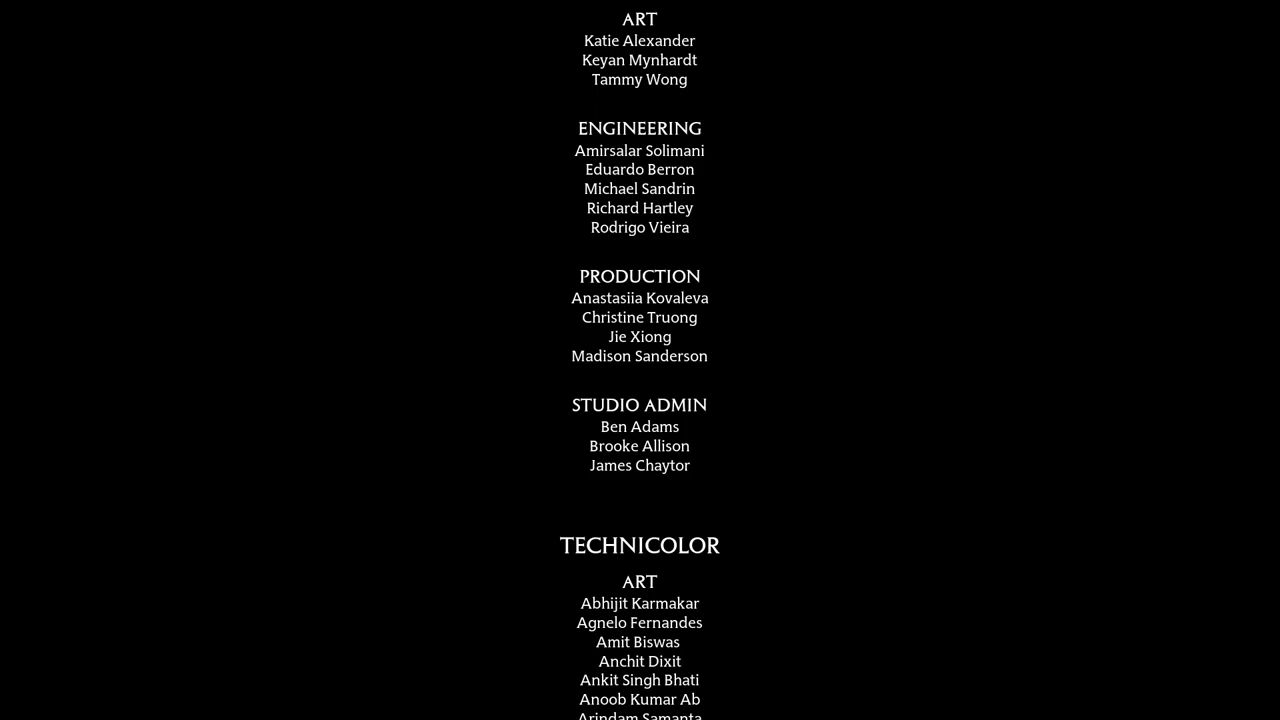 ART
Katie Alexander
Keyan Mynhardt
Tammy Wong
ENGINEERING
Amirsalar Solimani
Eduardo Berron
Michael Sandrin
Richard Hartley
Rodrigo Vieira
PRODUCTION
Anastasiia Kovaleva
Christine Truong
Jie Xiong
Madison Sanderson
STUDIO ADMIN
Ben Adams
Brooke Allison
James Chaytor
TECHNICOLOR
ART
Abhijit Karmakar
Agnelo Fernandes
Amit Biswas
Anchit Dixit
Ankit Singh Bhati
Anoob Kumar Ab
Arindam Samanta